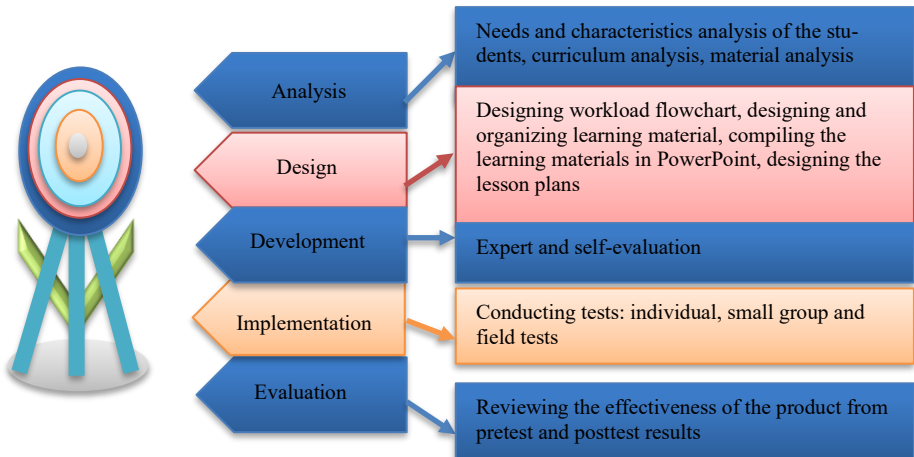 Analysis
Needs and characteristics analysis of the stu-
dents, curriculum analysis, material analysis
Design
Designing workload flowchart, designing and
organizing learning material, compiling the
learning materials in PowerPoint, designing the
lesson plans
Development
Expert and self-evaluation
Implementation
Conducting tests: individual, small group and
field tests
Evaluation
Reviewing the effectiveness of the product from
pretest and posttest results